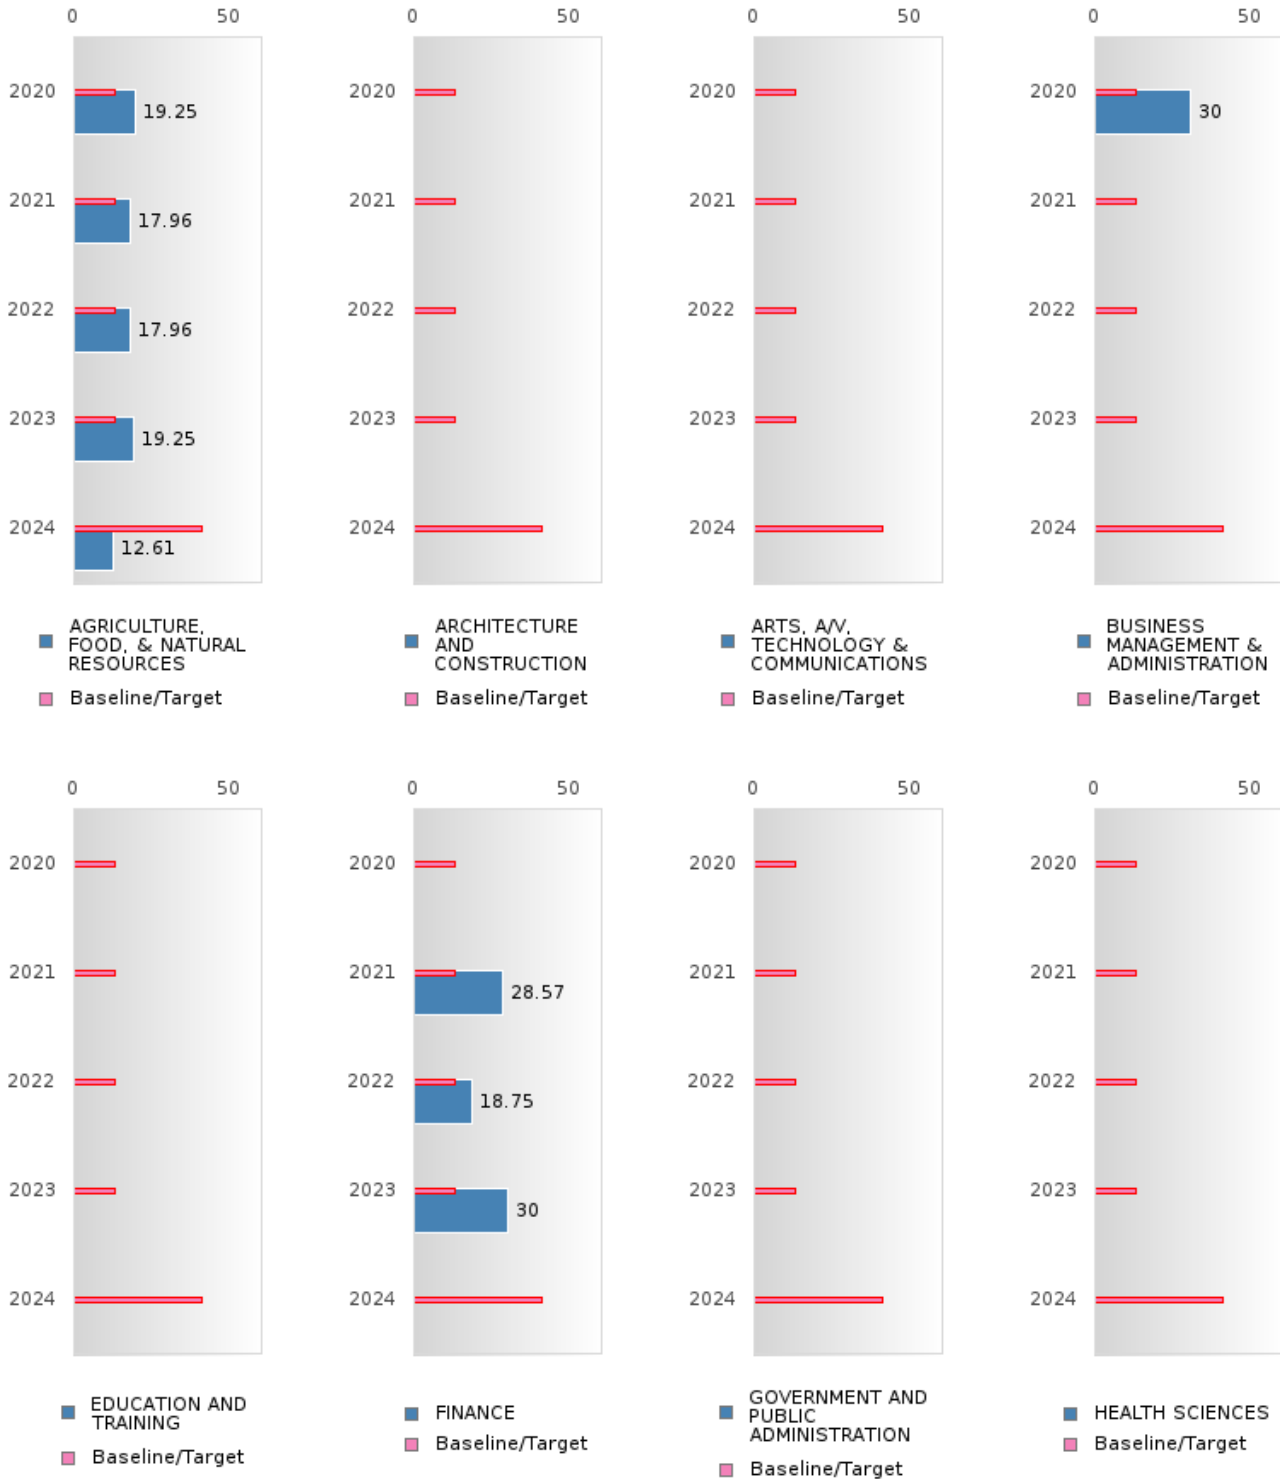 0 50 0 50 0 50 0 50
2020 2020 2020 2020
19.25 30
2021 2021 2021 2021
17.96
2022 2022 2022 2022
17.96
2023 2023 2023 2023
19.25
2024 2024 2024 2024
12.61
AGRICULTURE,
FOOD, & NATURAL
RESOURCES
Baseline/Target
ARCHITECTURE
AND
CONSTRUCTION
Baseline/Target
ARTS, A/V,
TECHNOLOGY &
COMMUNICATIONS
Baseline/Target
BUSINESS
MANAGEMENT &
ADMINISTRATION
Baseline/Target
0 50 0 50 0 50 0 50
2020 2020 2020 2020
2021 2021 2021 2021
28.57
2022 2022 2022 2022
18.75
2023 2023 2023 2023
30
2024 2024 2024 2024
EDUCATION AND
TRAINING
Baseline/Target
FINANCE
Baseline/Target
GOVERNMENT AND
PUBLIC
ADMINISTRATION
Baseline/Target
HEALTH SCIENCES
Baseline/Target